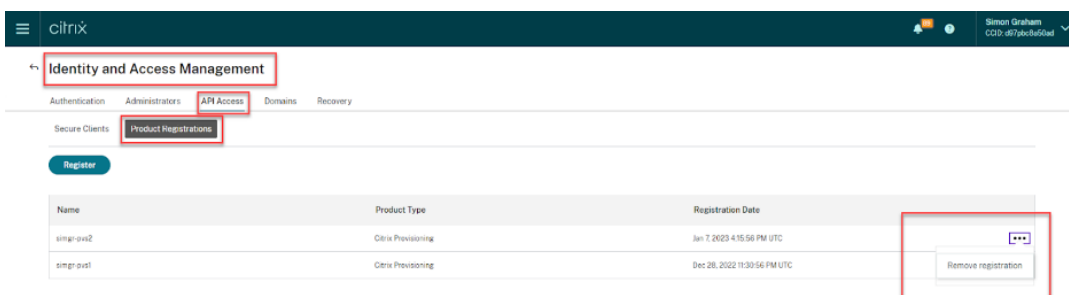 citrix
Simon Graham
CCID: d97pbc8a50ad
Identity and Access Management
Authentication Administrators API Access Domains Recovery
Secure Clients Product Registrations
Register
Name Product Type Registration Date
simgr-pvs2 Citrix Provisioning Jan 7, 2023 4:15:56 PM UTC
simgr-pvs1 Citrix Provisioning Dec 28, 2022 11:30:56 PM UTC
Remove registration